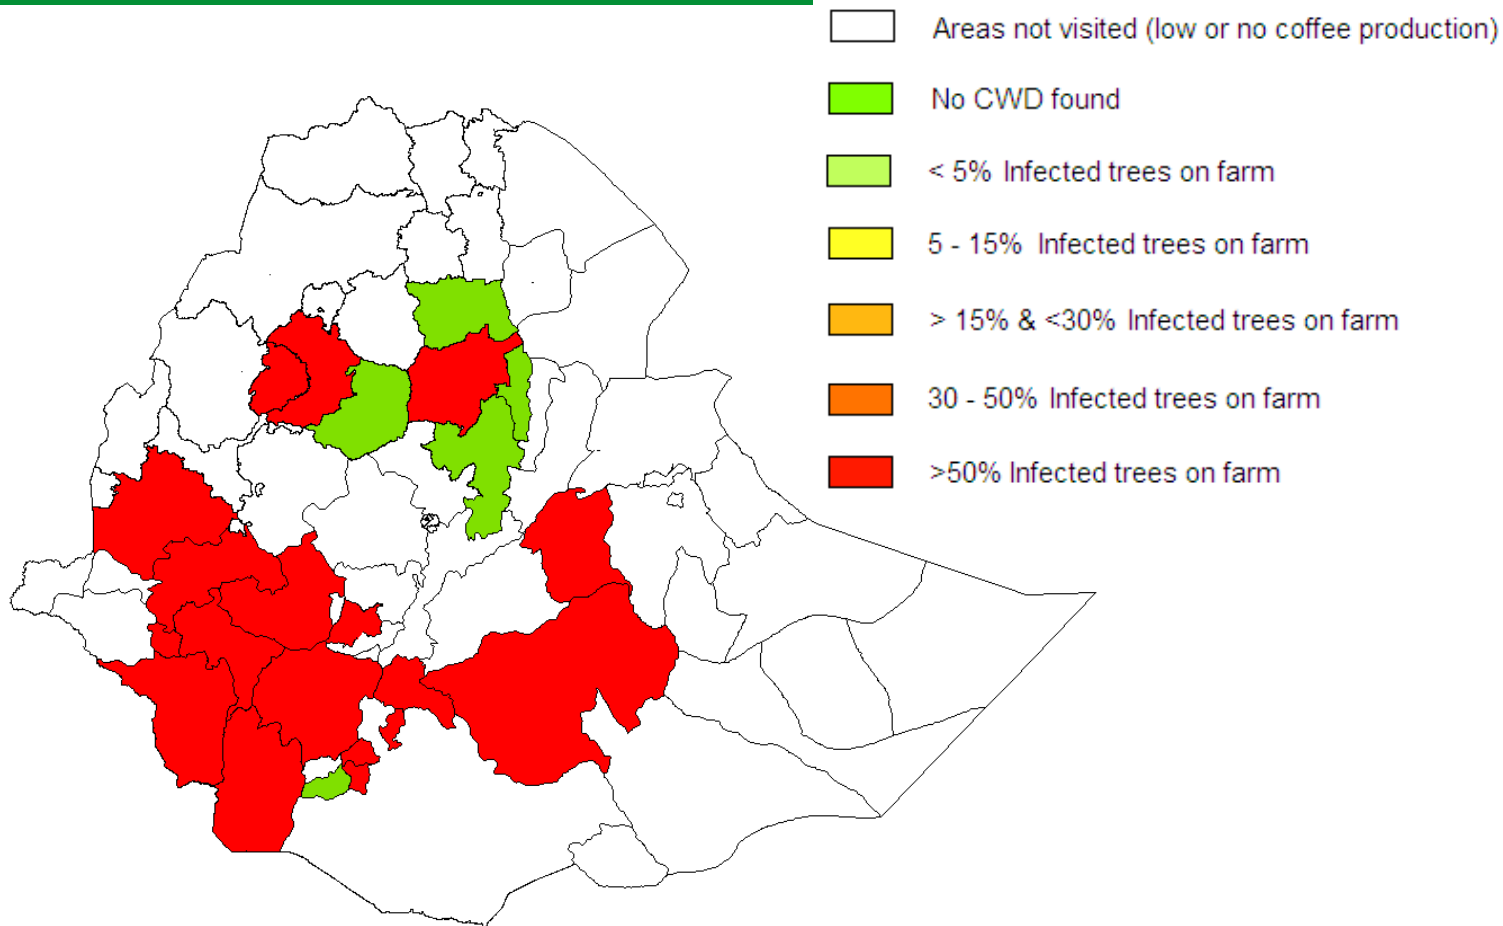 Areas not visited (low or no coffee production)
No CWD found
< 5% Infected trees on farm
5 - 15% Infected trees on farm
> 15% & <30% Infected trees on farm
30 - 50% Infected trees on farm
>50% Infected trees on farm